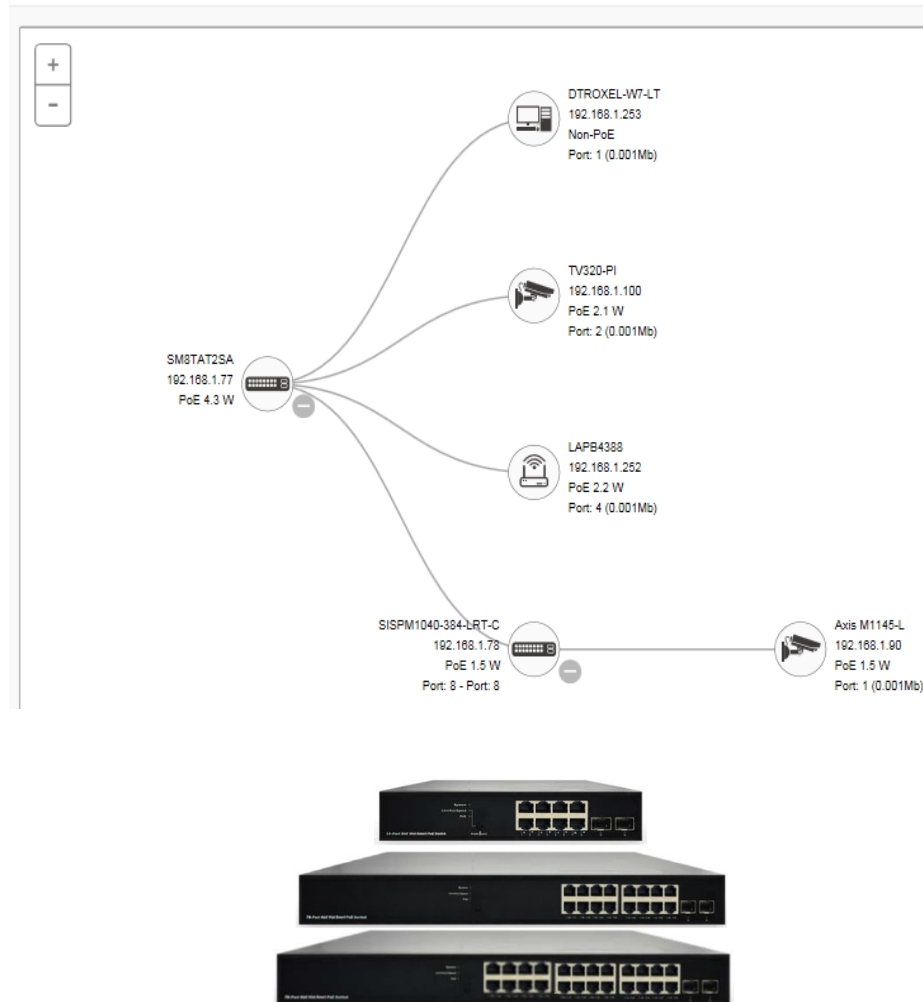 +
-
DTROXEL-W7-LT
192.168.1.253
Non-PoE
Port: 1 (0.001Mb)
TV320-PI
192.168.1.100
PoE 2.1 W
Port: 2 (0.001Mb)
SM8TAT2SA
192.168.1.77
PoE 4.3 W
LAPB4388
192.168.1.252
PoE 2.2 W
Port: 4 (0.001Mb)
SISPM1040-384-LRT-C
192.168.1.78
PoE 1.5 W
Port: 8 - Port: 8
Axis M1145-L
192.168.1.90
PoE 1.5 W
Port: 1 (0.001Mb)